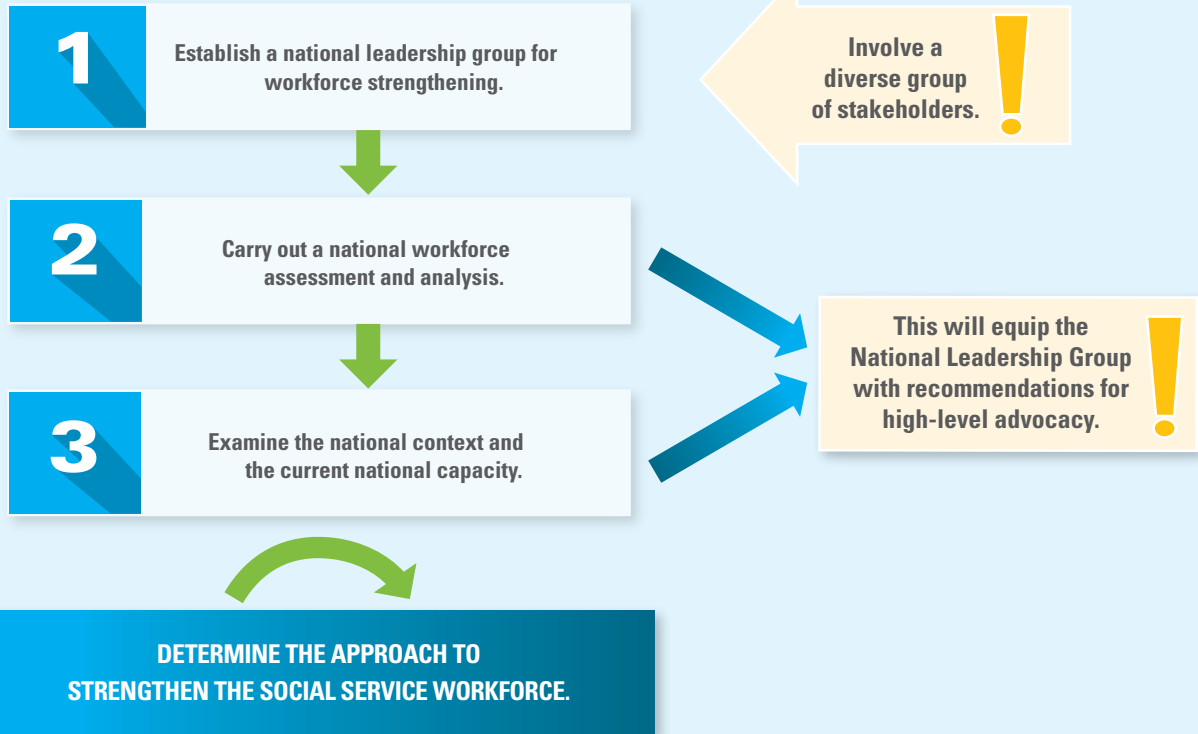 1
Establish a national leadership group for
workforce strengthening.
Involve a
diverse group
of stakeholders.
!
2
Carry out a national workforce
assessment and analysis.
This will equip the
National Leadership Group
with recommendations for
high-level advocacy.
!
3
Examine the national context and
the current national capacity.
DETERMINE THE APPROACH TO
STRENGTHEN THE SOCIAL SERVICE WORKFORCE.